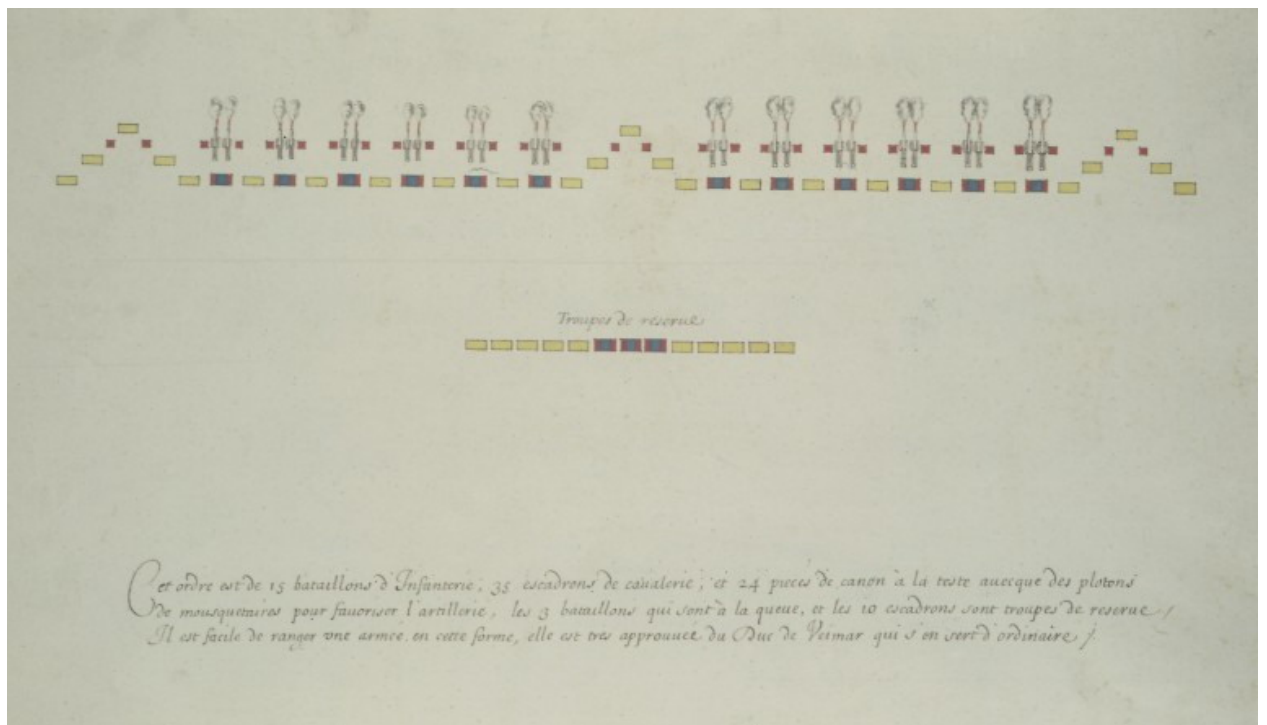 Troupes de reserue
Cet ordre est de 15 bataillons d'Infanterie, 35 escadrons de caualerie, et 24 pieces de canon a la teste auecque des plotons
de mousquetaires pour fauoriser l'artillerie, les 3 bataillons qui sont à la queue, et les 10 escadrons sont troupes de reserue,
Il est facile de ranger vne armée en cette forme, elle est tres approuuée du Duc de Veimar qui s'en sert d'ordinaire /.